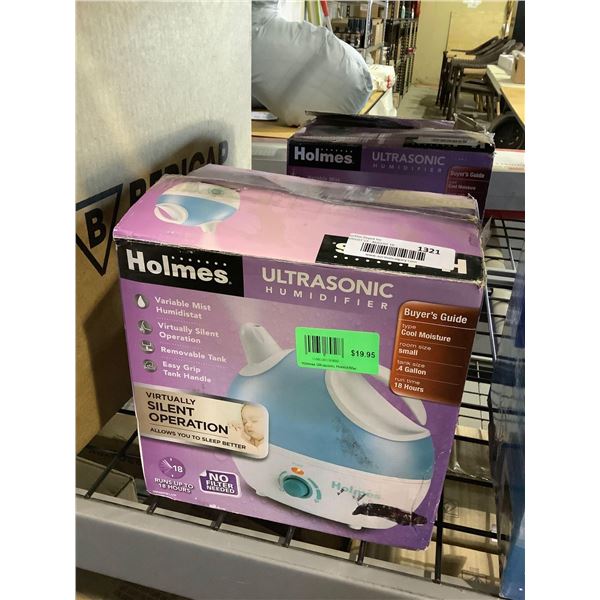 Holmes
ULTRASONIC
HUMIDIFIER
Buyer's Guide
Cool Moisture
B
1321
Holmes
ULTRASONIC
HUMIDIFIER
Variable Mist
Humidistat
Virtually Silent
Operation
Removable Tank
Easy Grip
Tank Handle
Buyer's Guide
type
Cool Moisture
room size
small
tank size
.4 Gallon
run time
18 Hours
$19.95
VIRTUALLY
SILENT
OPERATION
ALLOWS YOU TO SLEEP BETTER
18
RUNS UP TO
18 HOURS
NO
FILTER
NEEDED
Holmes